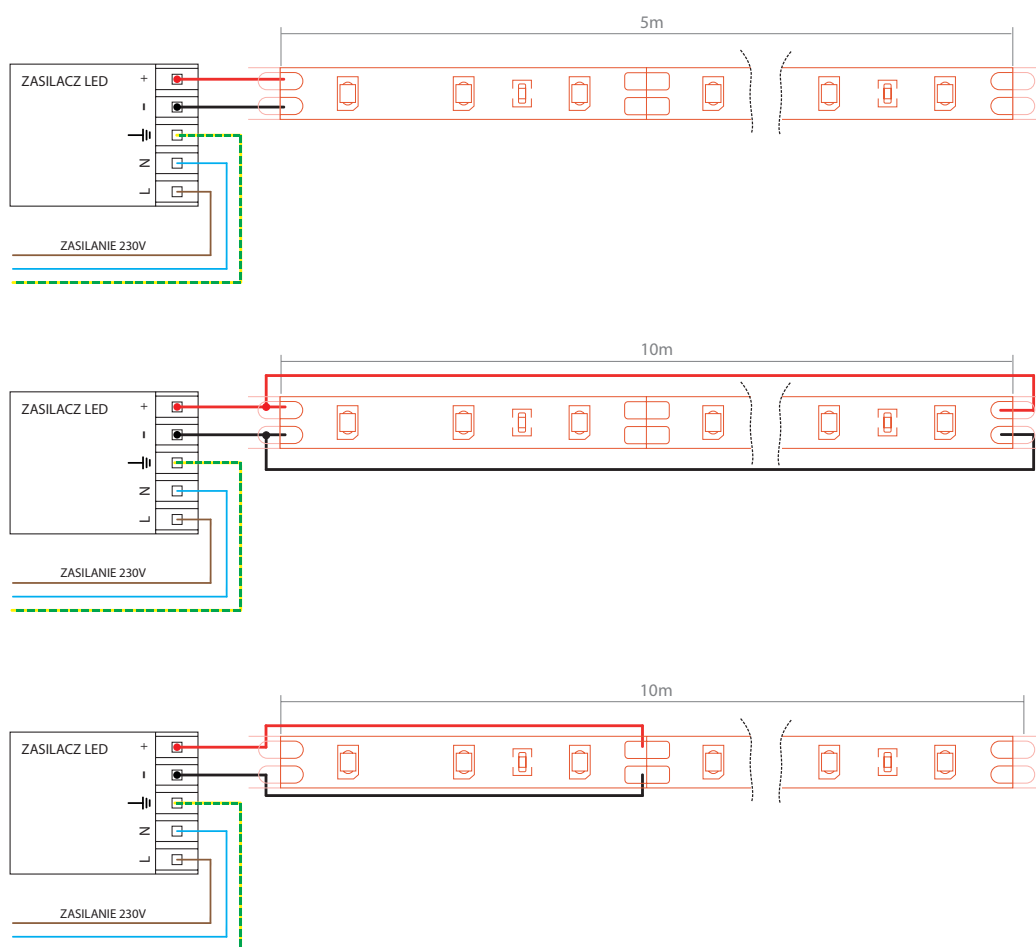 5m
ZASILACZ LED
+
-
N
L
ZASILANIE 230V
10m
ZASILACZ LED
+
-
N
L
ZASILANIE 230V
10m
ZASILACZ LED
+
-
N
L
ZASILANIE 230V